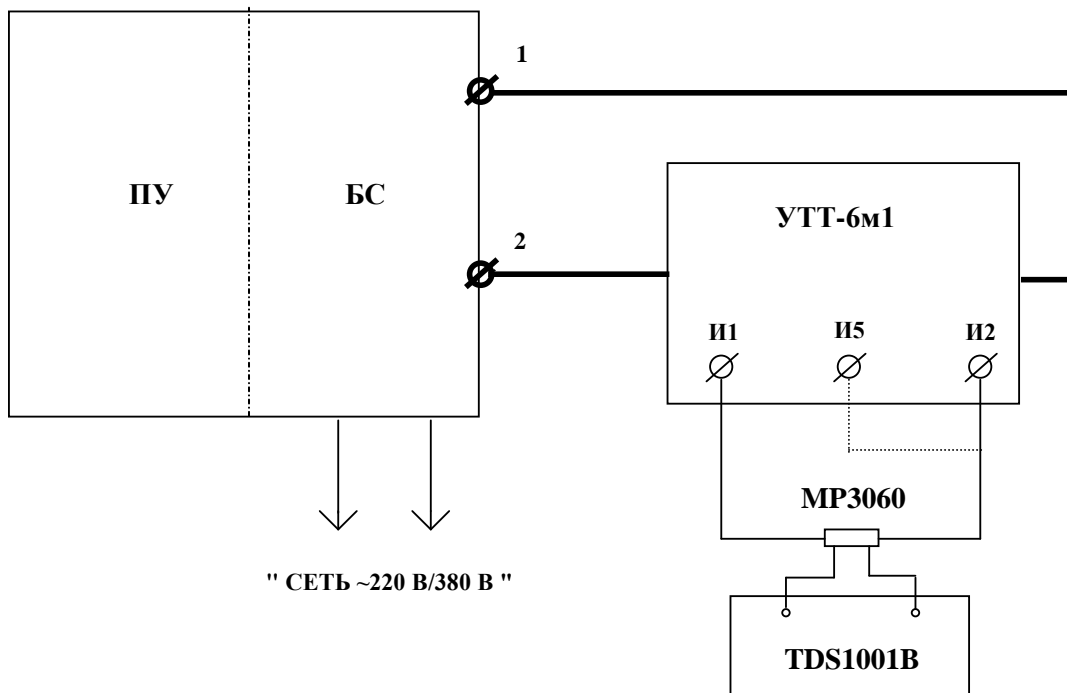 1
ПУ
БС
УТТ-6м1
2
И1
И5
И2
МР3060
" СЕТЬ ~220 В/380 В "
TDS1001B